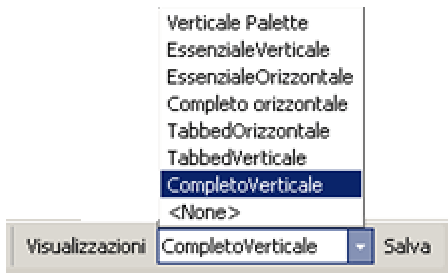 Verticale Palette
EssenzialeVerticale
EssenzialeOrizzontale
Completo orizzontale
TabbedOrizzontale
TabbedVerticale
CompletoVerticale
<None>
Visualizzazioni CompletoVerticale Salva